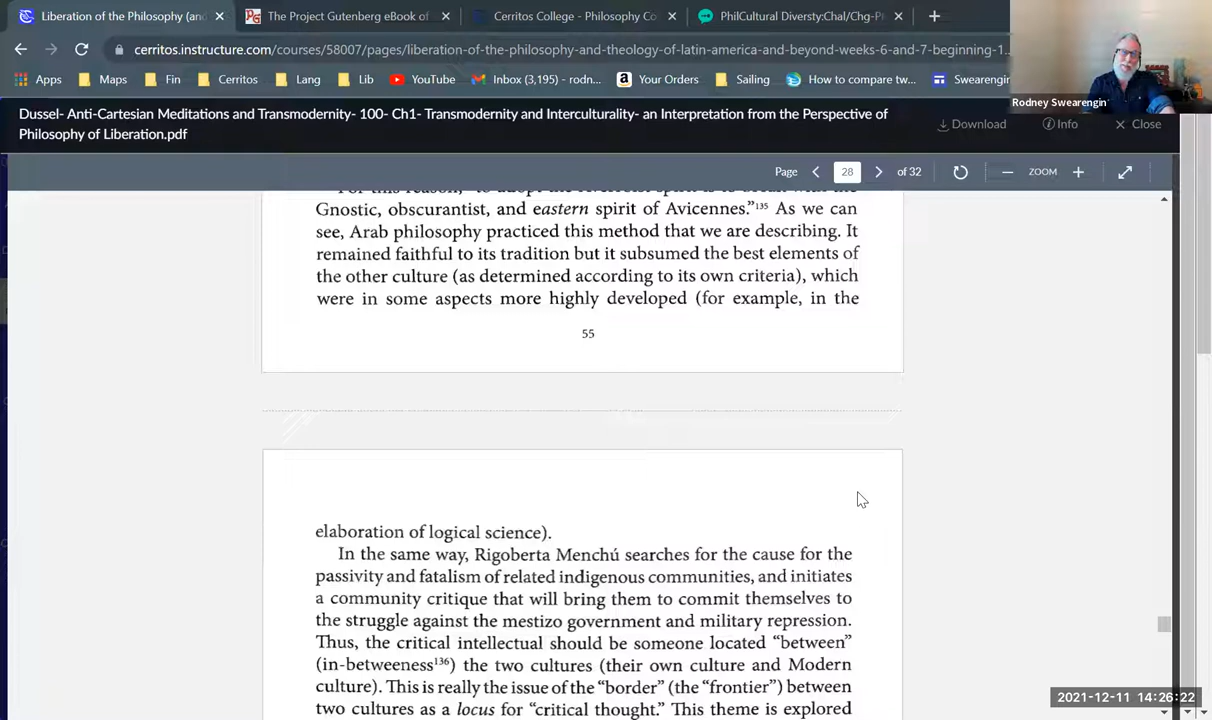 Liberation of the Philosophy (and
The Project Gutenberg eBook of
Cerritos College - Philosophy Co
PhilCultural Diversty:Chal/Chg-P
cerritos.instructure.com/courses/58007/pages/liberation-of-the-philosophy-and-theology-of-latin-america-and-beyond-weeks-6-and-7-beginning-1...
Apps Maps Fin Cerritos Lang Lib YouTube Inbox (3,195) - rodn... Your Orders Sailing How to compare tw... Swearengin
Rodney Swearengin
Dussel- Anti-Cartesian Meditations and Transmodernity- 100- Ch1- Transmodernity and Interculturality- an Interpretation from the Perspective of
Philosophy of Liberation.pdf
Download Info Close
Page 28 of 32 ZOOM
Gnostic, obscurantist, and eastern spirit of Avicennes.”135 As we can
see, Arab philosophy practiced this method that we are describing. It
remained faithful to its tradition but it subsumed the best elements of
the other culture (as determined according to its own criteria), which
were in some aspects more highly developed (for example, in the
55
elaboration of logical science).
In the same way, Rigoberta Menchú searches for the cause for the
passivity and fatalism of related indigenous communities, and initiates
a community critique that will bring them to commit themselves to
the struggle against the mestizo government and military repression.
Thus, the critical intellectual should be someone located “between”
(in-betweeness136) the two cultures (their own culture and Modern
culture). This is really the issue of the “border” (the “frontier”) between
two cultures as a locus for “critical thought.” This theme is explored
2021-12-11 14:26:22